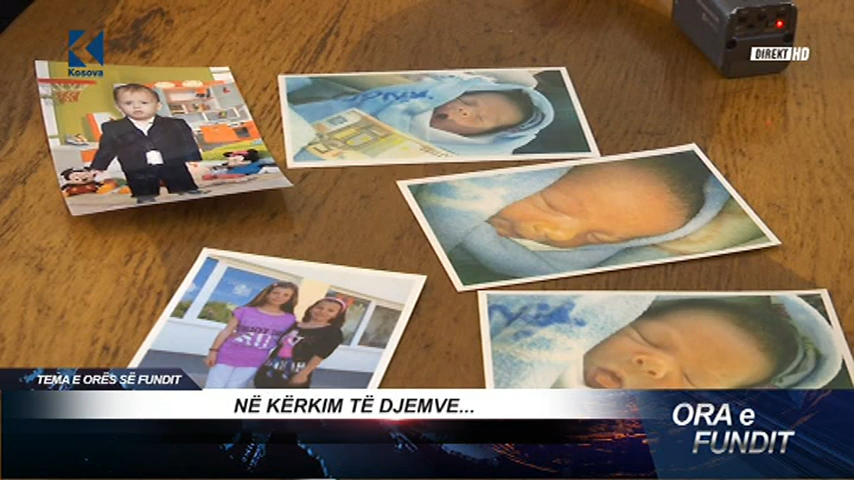 Kosova
DIREKT HD
TEMA E ORËS SË FUNDIT
NË KËRKIM TË DJEMVE...
ORA e
FUNDIT